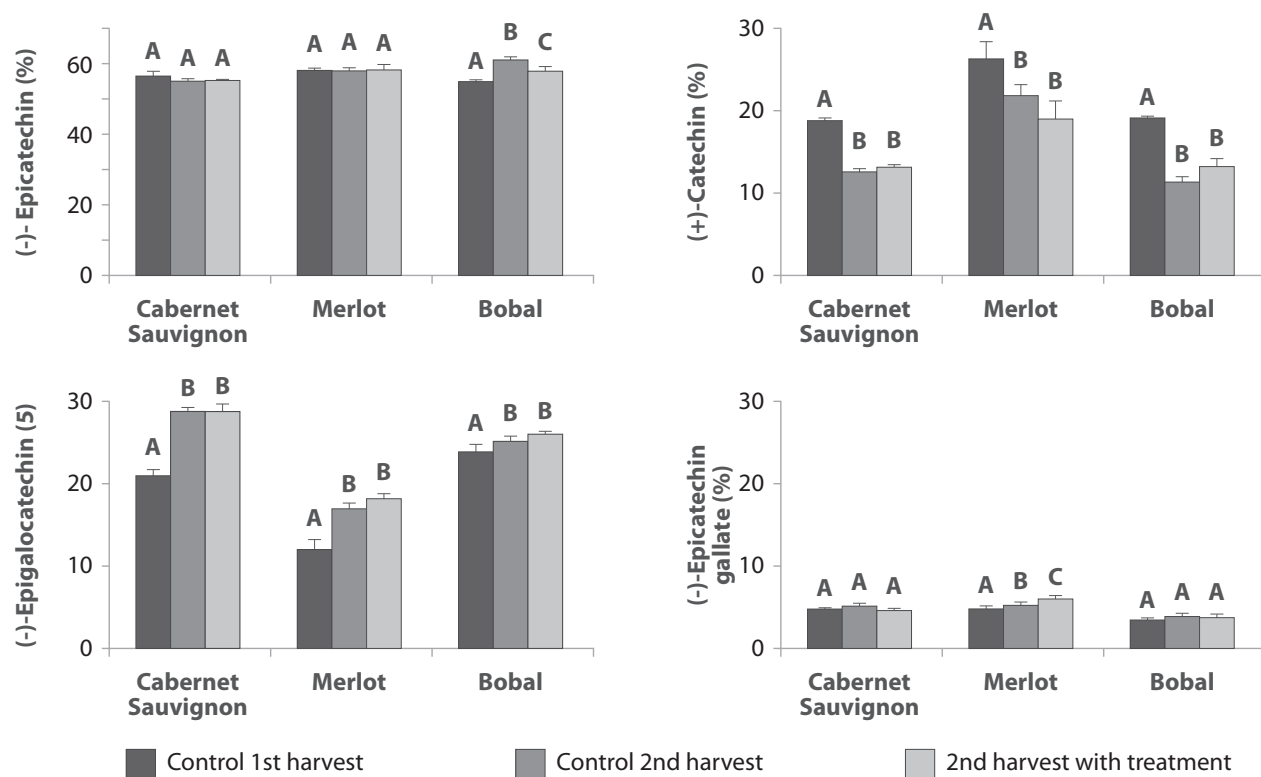 (-)- Epicatechin (%)
60
40
20
0
A A A
A A A
A B C
Cabernet
Sauvignon
Merlot
Bobal
(+)-Catechin (%)
30
20
10
0
A B B
A B B
A B B
Cabernet
Sauvignon
Merlot
Bobal
(-)-Epigalocatechin (5)
30
20
10
0
A B B
A B B
A B B
Cabernet
Sauvignon
Merlot
Bobal
(-)-Epicatechin
gallate (%)
30
20
10
0
A A A
A B C
A A A
Cabernet
Sauvignon
Merlot
Bobal
Control 1st harvest
Control 2nd harvest
2nd harvest with treatment